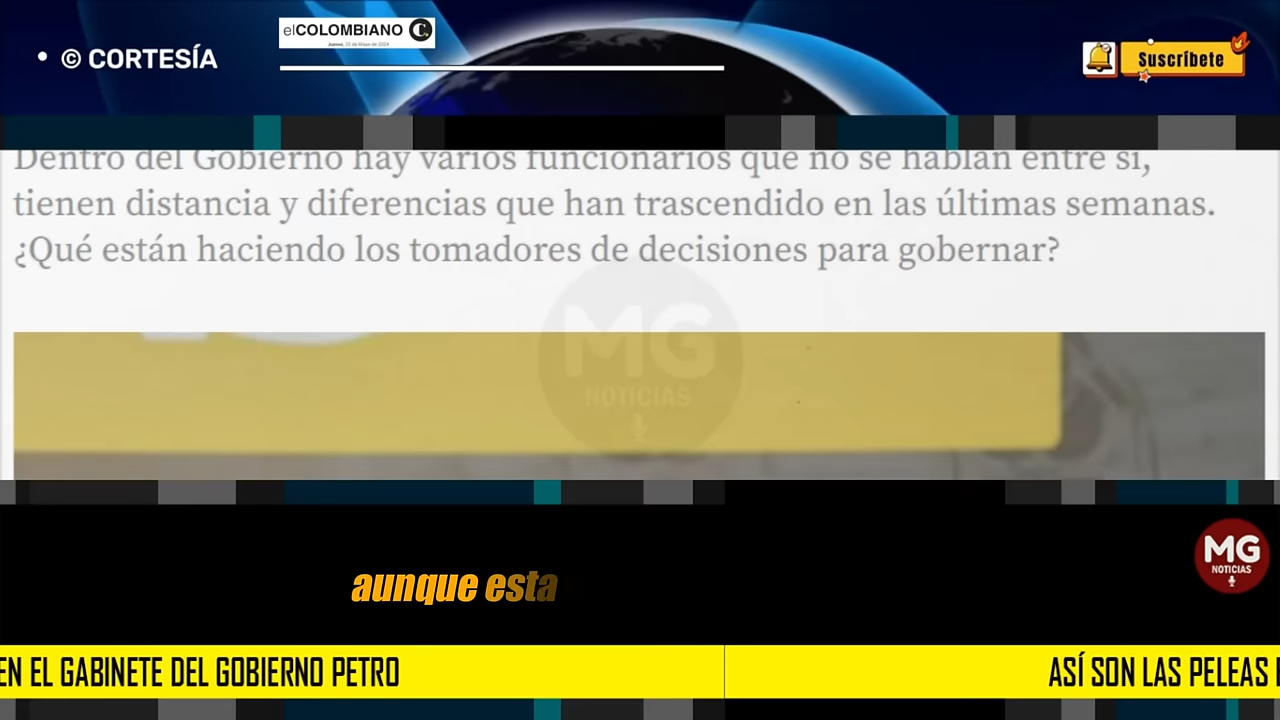 • © CORTESÍA
elCOLOMBIANO C.
Suscríbete
Dentro del Gobierno hay varios funcionarios que no se hablan entre sí,
tienen distancia y diferencias que han trascendido en las últimas semanas.
¿Qué están haciendo los tomadores de decisiones para gobernar?
MG
NOTICIAS
MG
NOTICIAS
aunque esta
EN EL GABINETE DEL GOBIERNO PETRO
ASÍ SON LAS PELEAS